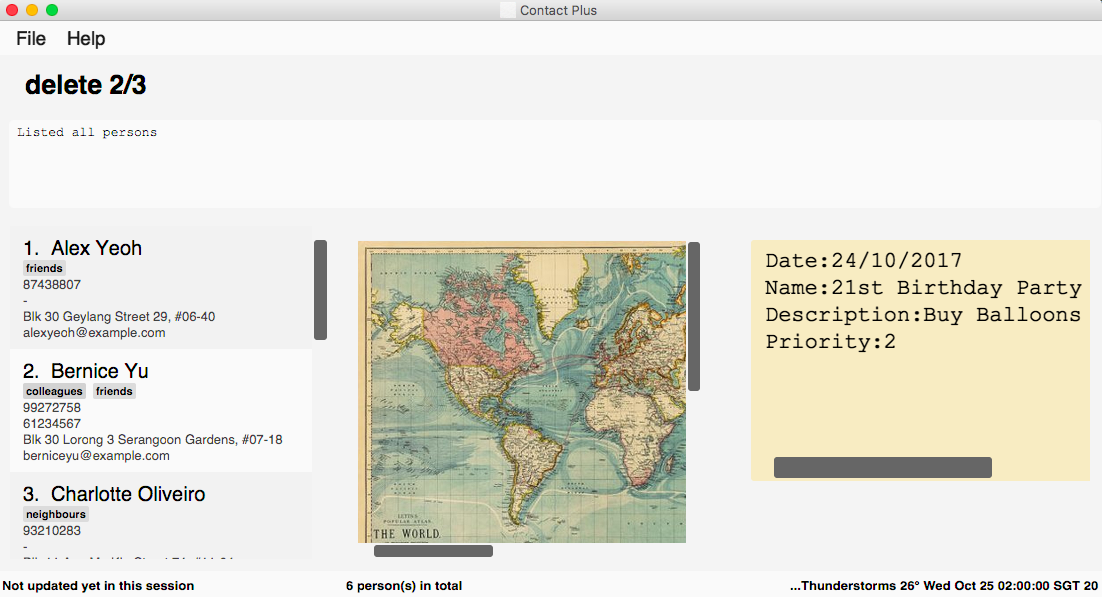 Contact Plus
File Help
delete 2/3
Listed all persons
1. Alex Yeoh
friends
87438807
-
Blk 30 Geylang Street 29, #06-40
alexyeoh@example.com
2. Bernice Yu
colleagues friends
99272758
61234567
Blk 30 Lorong 3 Serangoon Gardens, #07-18
berniceyu@example.com
3. Charlotte Oliveiro
neighbours
93210283
-
LETTS'S
POPULAR ATLAS.
THE WORLD.
Date:24/10/2017
Name:21st Birthday Party
Description:Buy Balloons
Priority:2
Not updated yet in this session
6 person(s) in total
...Thunderstorms 26° Wed Oct 25 02:00:00 SGT 20